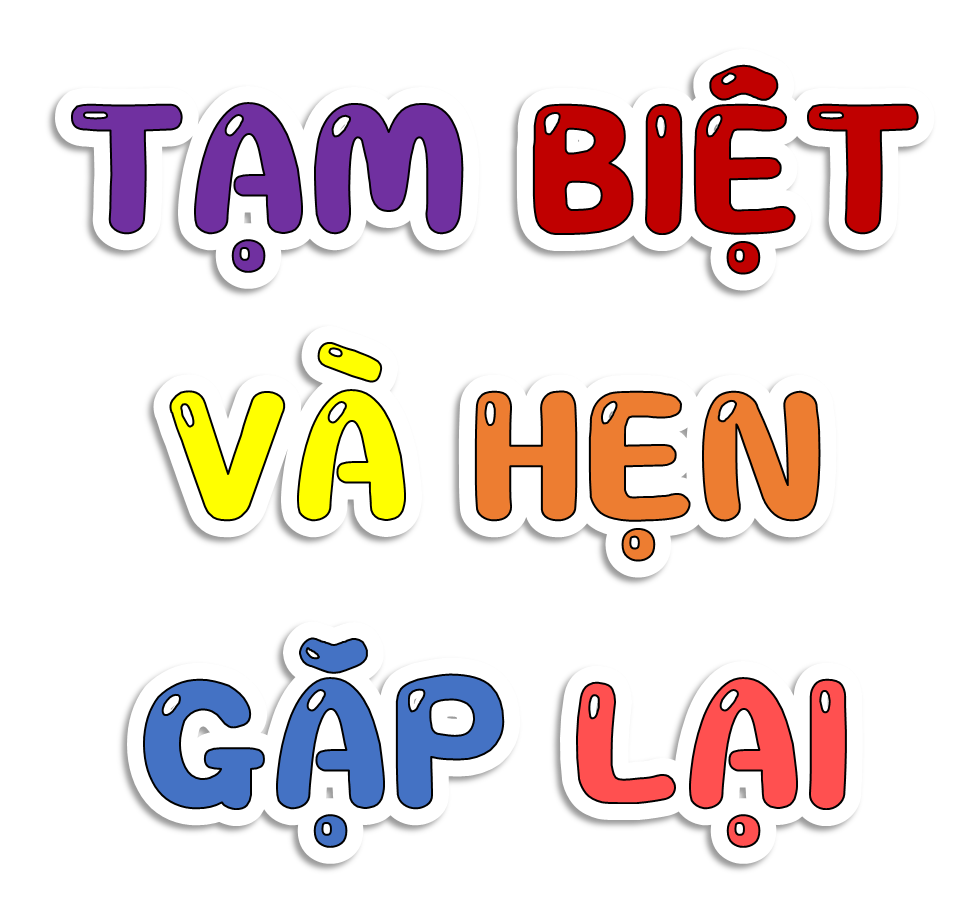 TẠM BIỆT
VÀ HẸN
GẶP LẠI